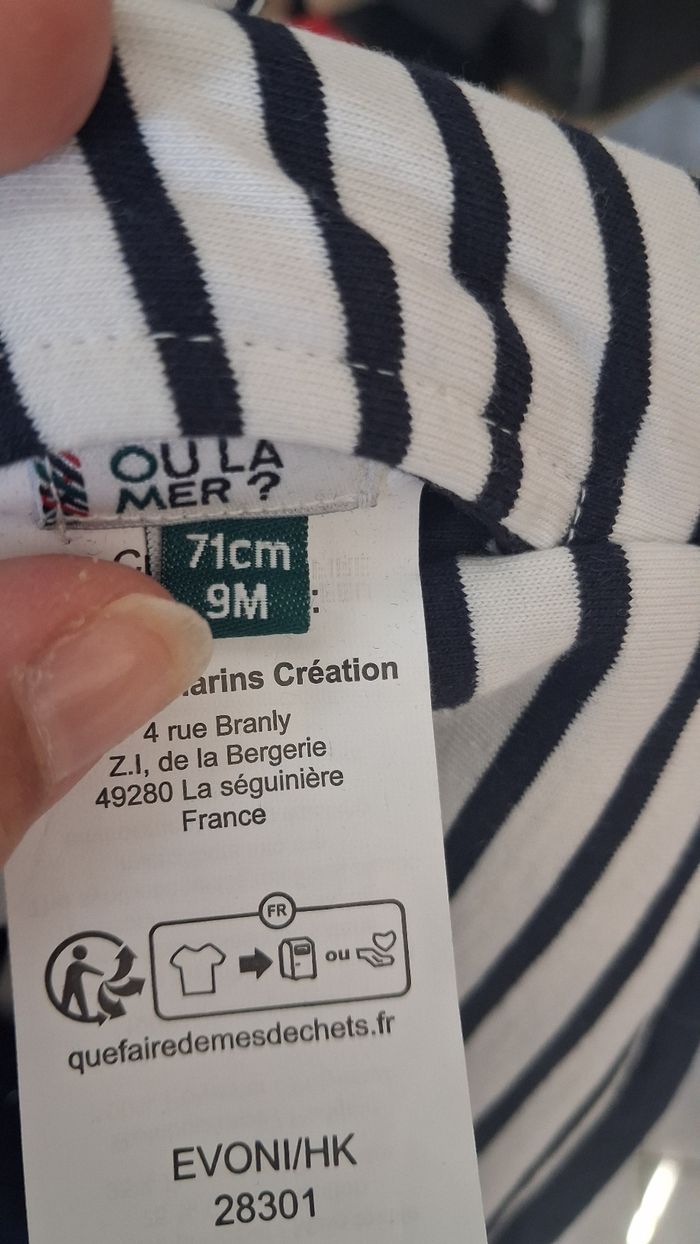 OU LA
MER ?
71cm
9M
:
Création
4 rue Branly
Z.I, de la Bergerie
49280 La séguinière
France
FR
ou
quefairedemesdechets.fr
EVONI/HK
28301